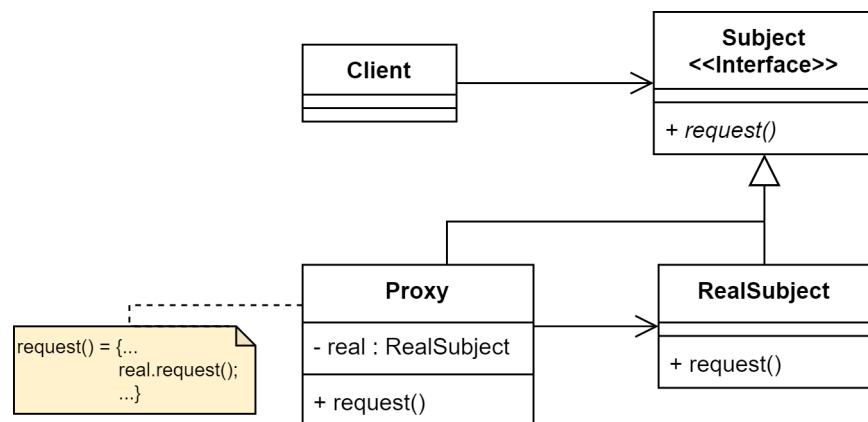 Client
Subject
<<Interface>>
+ request()
Proxy
- real : RealSubject
+ request()
RealSubject
+ request()
request() = {...
real.request();
...}